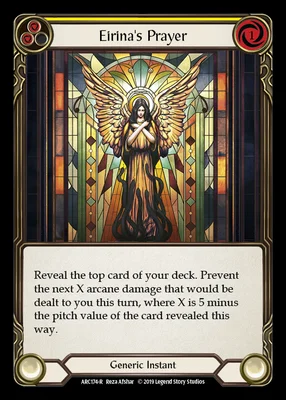 Eirina's Prayer
1
Reveal the top card of your deck. Prevent
the next X arcane damage that would
be dealt to you this turn, where X is 5 minus
the pitch value of the card revealed this
way.
Generic Instant
ARC174-R Reza Afshar © 2019 Legend Story Studios